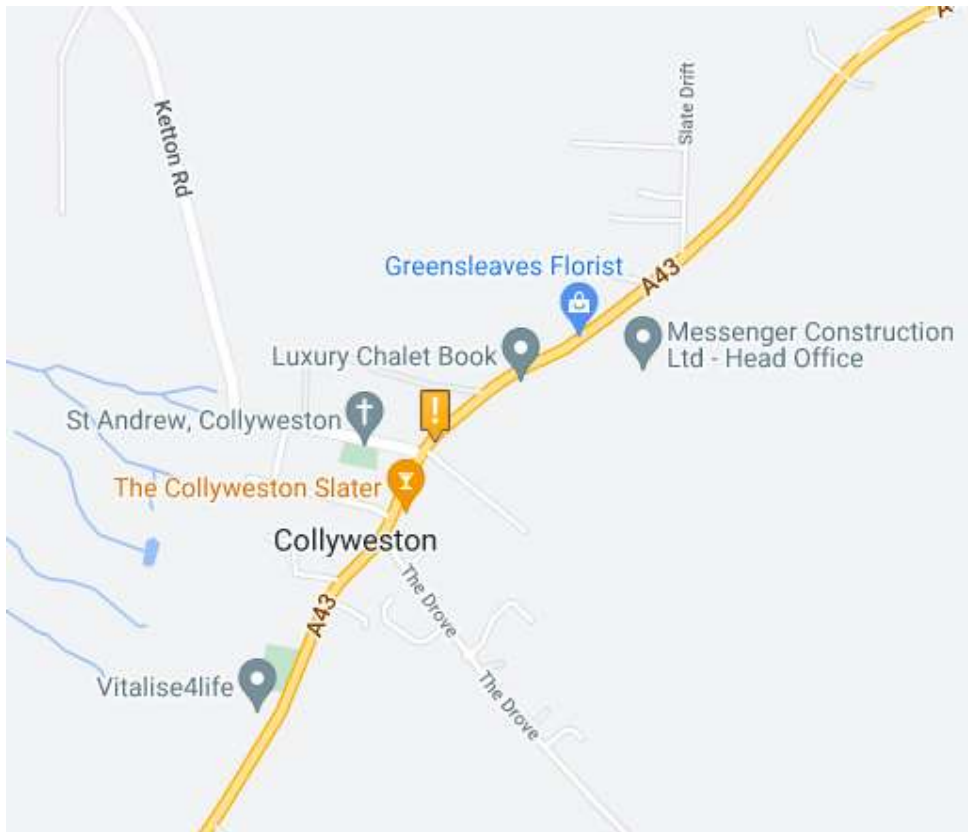 A
Slate Drift
Ketton Rd
Greensleaves Florist
A43
Messenger Construction
Ltd - Head Office
Luxury Chalet Book
!
St Andrew, Collyweston
The Collyweston Slater
Collyweston
The Drove
A43
Vitalise4life
The Drove